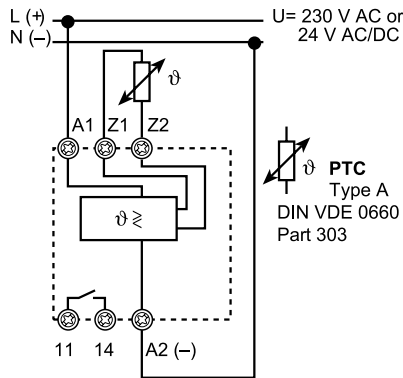 L (+)
N (–)
U= 230 V AC or
24 V AC/DC
ϑ
A1 Z1 Z2
ϑ PTC
Type A
DIN VDE 0660
Part 303
ϑ ≷
11 14 A2 (–)